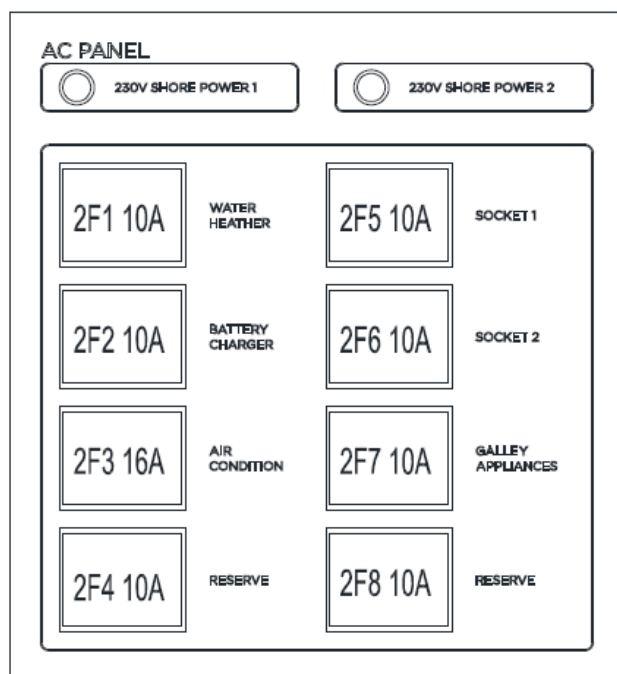 AC PANEL
230V SHORE POWER 1
230V SHORE POWER 2
2F1 10A
WATER
HEATHER
2F5 10A
SOCKET 1
2F2 10A
BATTERY
CHARGER
2F6 10A
SOCKET 2
2F3 16A
AIR
CONDITION
2F7 10A
GALLEY
APPLIANCES
2F4 10A
RESERVE
2F8 10A
RESERVE